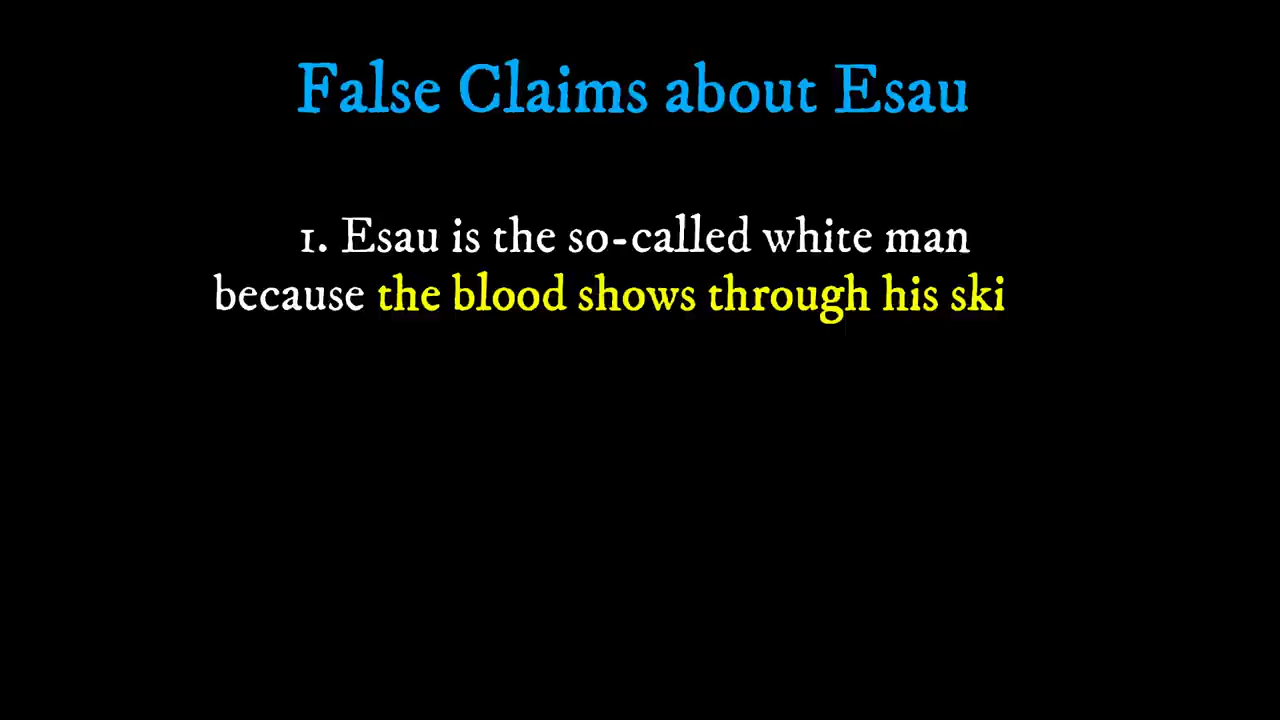 False Claims about Esau
1. Esau is the so-called white man
because the blood shows through his ski